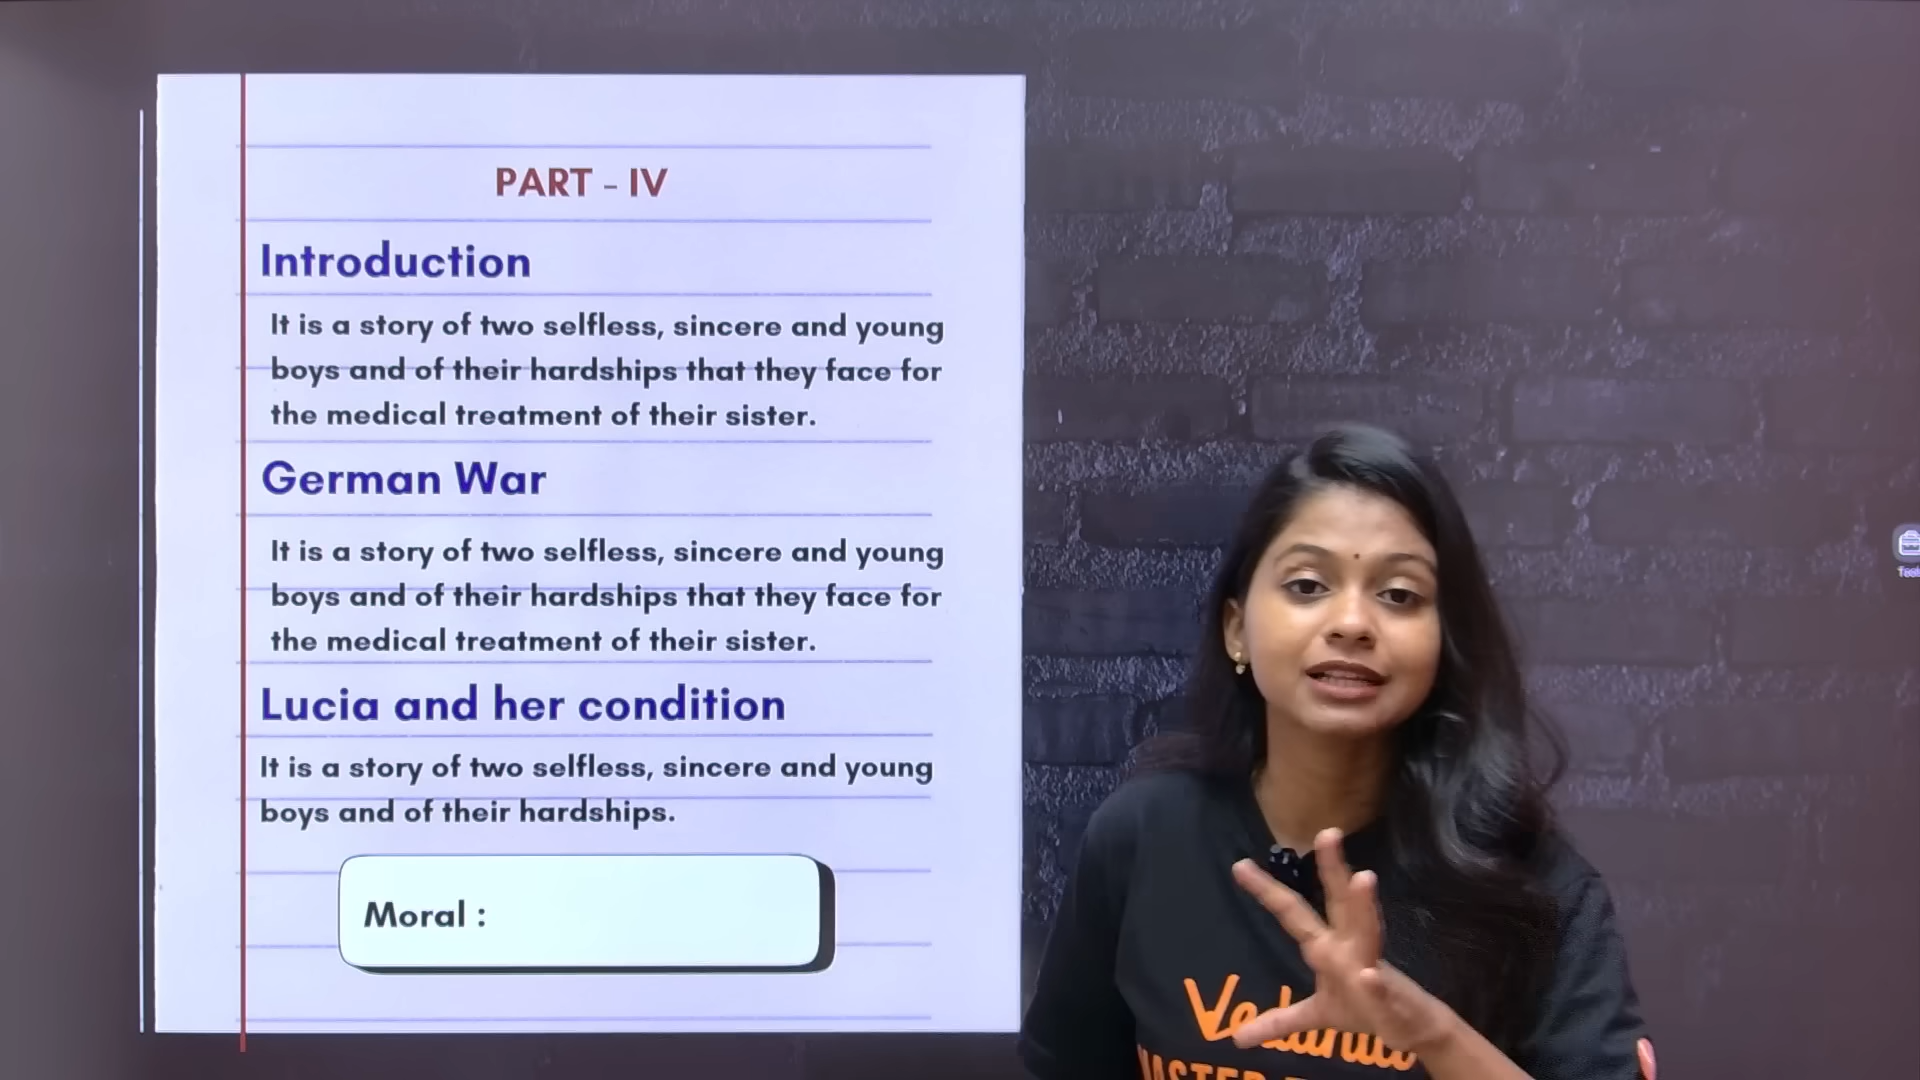 PART - IV
Introduction
It is a story of two selfless, sincere and young
boys and of their hardships that they face for
the medical treatment of their sister.
German War
It is a story of two selfless, sincere and young
boys and of their hardships that they face for
the medical treatment of their sister.
Lucia and her condition
It is a story of two selfless, sincere and young
boys and of their hardships.
Moral :